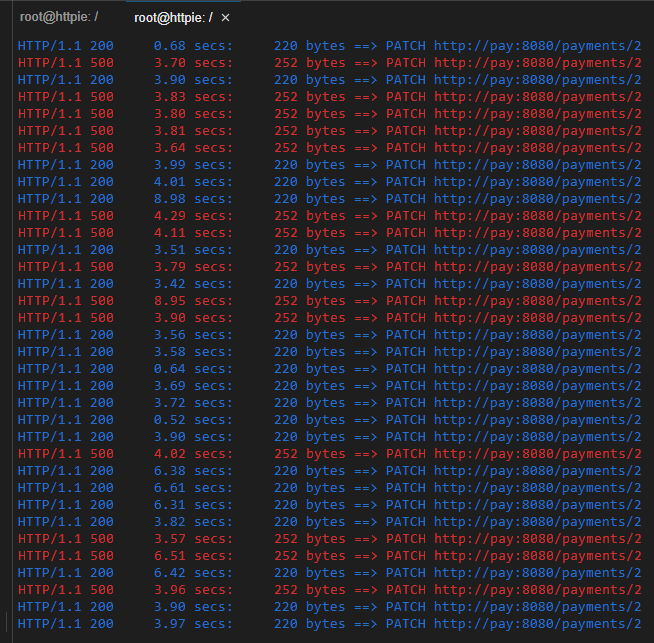 root@httpie: / root@httpie: / ×
HTTP/1.1 200 0.68 secs: 220 bytes ==> PATCH http://pay:8080/payments/2
HTTP/1.1 500 3.70 secs: 252 bytes ==> PATCH http://pay:8080/payments/2
HTTP/1.1 200 3.90 secs: 220 bytes ==> PATCH http://pay:8080/payments/2
HTTP/1.1 500 3.83 secs: 252 bytes ==> PATCH http://pay:8080/payments/2
HTTP/1.1 500 3.80 secs: 252 bytes ==> PATCH http://pay:8080/payments/2
HTTP/1.1 500 3.81 secs: 252 bytes ==> PATCH http://pay:8080/payments/2
HTTP/1.1 500 3.64 secs: 252 bytes ==> PATCH http://pay:8080/payments/2
HTTP/1.1 200 3.99 secs: 220 bytes ==> PATCH http://pay:8080/payments/2
HTTP/1.1 200 4.01 secs: 220 bytes ==> PATCH http://pay:8080/payments/2
HTTP/1.1 200 8.98 secs: 220 bytes ==> PATCH http://pay:8080/payments/2
HTTP/1.1 500 4.29 secs: 252 bytes ==> PATCH http://pay:8080/payments/2
HTTP/1.1 500 4.11 secs: 252 bytes ==> PATCH http://pay:8080/payments/2
HTTP/1.1 200 3.51 secs: 220 bytes ==> PATCH http://pay:8080/payments/2
HTTP/1.1 500 3.79 secs: 252 bytes ==> PATCH http://pay:8080/payments/2
HTTP/1.1 200 3.42 secs: 220 bytes ==> PATCH http://pay:8080/payments/2
HTTP/1.1 500 8.95 secs: 252 bytes ==> PATCH http://pay:8080/payments/2
HTTP/1.1 500 3.90 secs: 252 bytes ==> PATCH http://pay:8080/payments/2
HTTP/1.1 200 3.56 secs: 220 bytes ==> PATCH http://pay:8080/payments/2
HTTP/1.1 200 3.58 secs: 220 bytes ==> PATCH http://pay:8080/payments/2
HTTP/1.1 200 0.64 secs: 220 bytes ==> PATCH http://pay:8080/payments/2
HTTP/1.1 200 3.69 secs: 220 bytes ==> PATCH http://pay:8080/payments/2
HTTP/1.1 200 3.72 secs: 220 bytes ==> PATCH http://pay:8080/payments/2
HTTP/1.1 200 0.52 secs: 220 bytes ==> PATCH http://pay:8080/payments/2
HTTP/1.1 200 3.90 secs: 220 bytes ==> PATCH http://pay:8080/payments/2
HTTP/1.1 500 4.02 secs: 252 bytes ==> PATCH http://pay:8080/payments/2
HTTP/1.1 200 6.38 secs: 220 bytes ==> PATCH http://pay:8080/payments/2
HTTP/1.1 200 6.61 secs: 220 bytes ==> PATCH http://pay:8080/payments/2
HTTP/1.1 200 6.31 secs: 220 bytes ==> PATCH http://pay:8080/payments/2
HTTP/1.1 200 3.82 secs: 220 bytes ==> PATCH http://pay:8080/payments/2
HTTP/1.1 500 3.57 secs: 252 bytes ==> PATCH http://pay:8080/payments/2
HTTP/1.1 500 6.51 secs: 252 bytes ==> PATCH http://pay:8080/payments/2
HTTP/1.1 200 6.42 secs: 220 bytes ==> PATCH http://pay:8080/payments/2
HTTP/1.1 500 3.96 secs: 252 bytes ==> PATCH http://pay:8080/payments/2
HTTP/1.1 200 3.90 secs: 220 bytes ==> PATCH http://pay:8080/payments/2
HTTP/1.1 200 3.97 secs: 220 bytes ==> PATCH http://pay:8080/payments/2